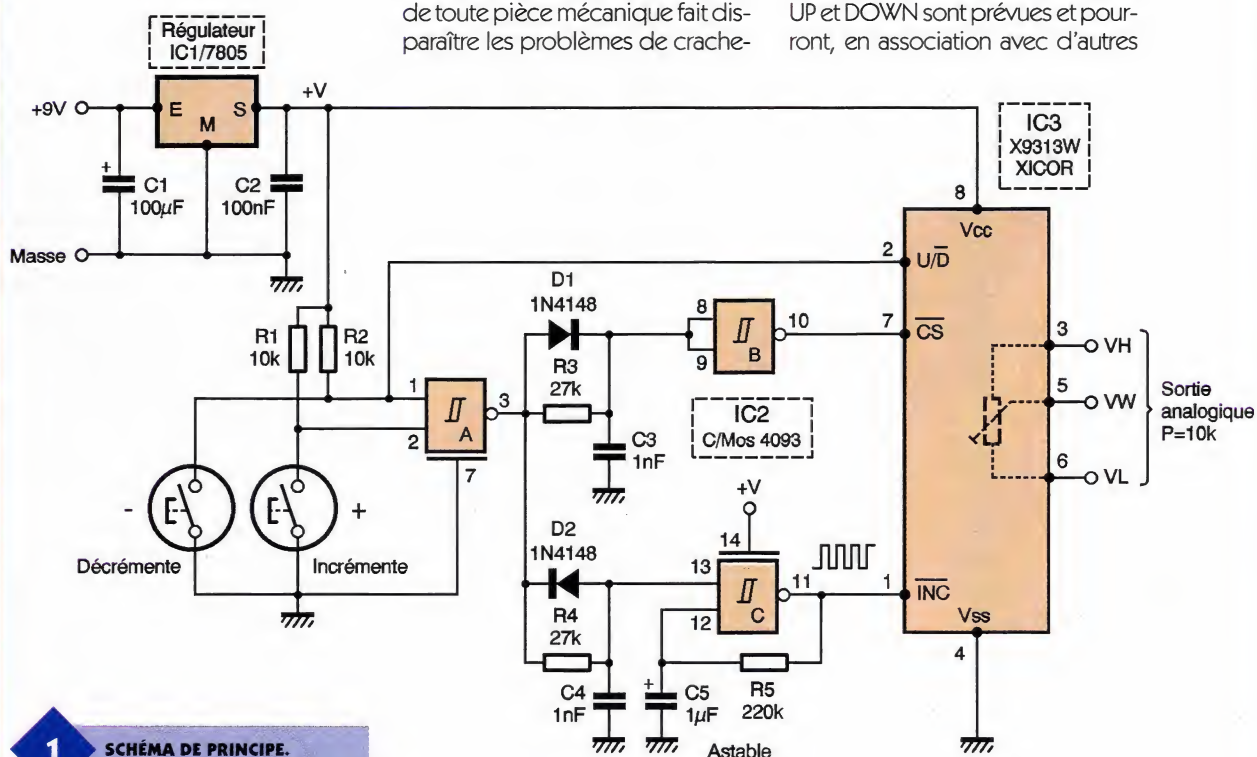 de toute pièce mécanique fait dis-
paraître les problèmes de crache-
UP et DOWN sont prévues et pour-
ront, en association avec d'autres
Régulateur
IC1/7805
+9V
E
S
M
+V
+
C1
100µF
C2
100nF
Masse
IC3
X9313W
XICOR
8
Vcc
2
U/D̅
7
C̅S̅
1
I̅N̅C̅
Vss
4
3
VH
5
VW
6
VL
Sortie
analogique
P=10k
R1
10k
R2
10k
1
2
A
3
7
-
+
Décrémente
Incrémente
D1
1N4148
R3
27k
C3
1nF
8
9
B
10
IC2
C/Mos 4093
+V
14
D2
1N4148
R4
27k
C4
1nF
13
12
C
11
+
C5
1µF
R5
220k
Astable
1
SCHÉMA DE PRINCIPE.